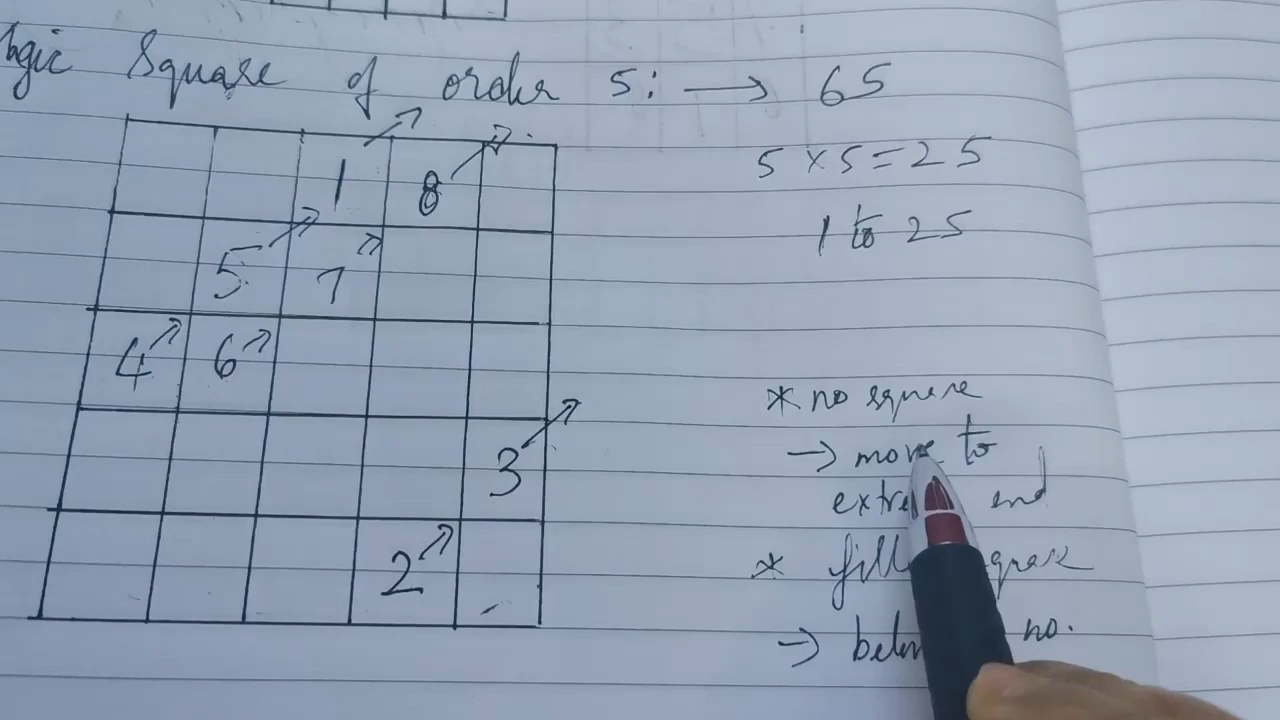 Square of order 5: → 65
1 8
5 7
4 6
3
2
5 x 5 = 25
1 to 25
* no square
→ move to
end
*
→ no.